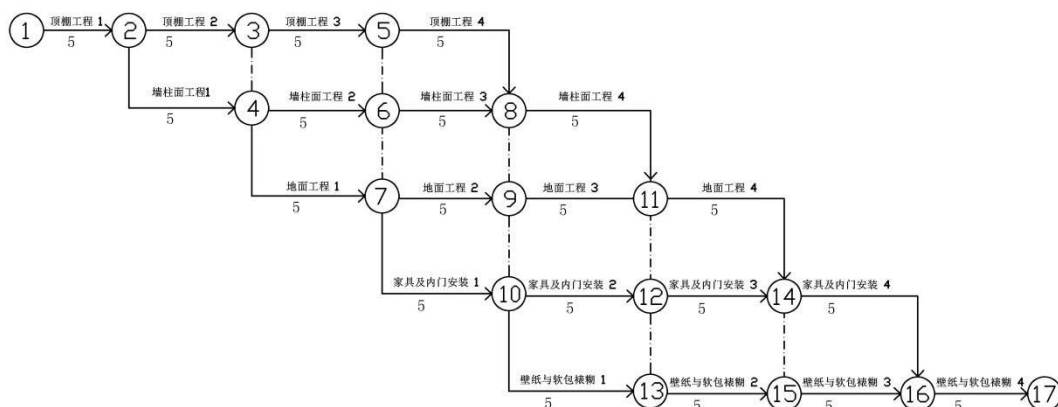 顶棚工程 1
顶棚工程 2
顶棚工程 3
顶棚工程 4
1
2
3
5
5
5
5
5
墙柱面工程1
墙柱面工程 2
墙柱面工程 3
墙柱面工程 4
4
6
8
5
5
5
5
地面工程 1
地面工程 2
地面工程 3
地面工程 4
7
9
11
5
5
5
5
家具及内门安装 1
家具及内门安装 2
家具及内门安装 3
家具及内门安装 4
10
12
14
5
5
5
5
壁纸与软包裱糊 1
壁纸与软包裱糊 2
壁纸与软包裱糊 3
壁纸与软包裱糊 4
13
15
16
17
5
5
5
5